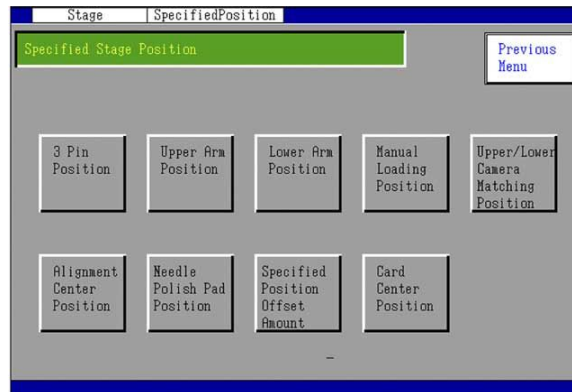 Stage
SpecifiedPosition
Specified Stage Position
Previous
Menu
3 Pin
Position
Upper Arm
Position
Lower Arm
Position
Manual
Loading
Position
Upper/Lower
Camera
Matching
Position
Alignment
Center
Position
Needle
Polish Pad
Position
Specified
Position
Offset
Amount
Card
Center
Position